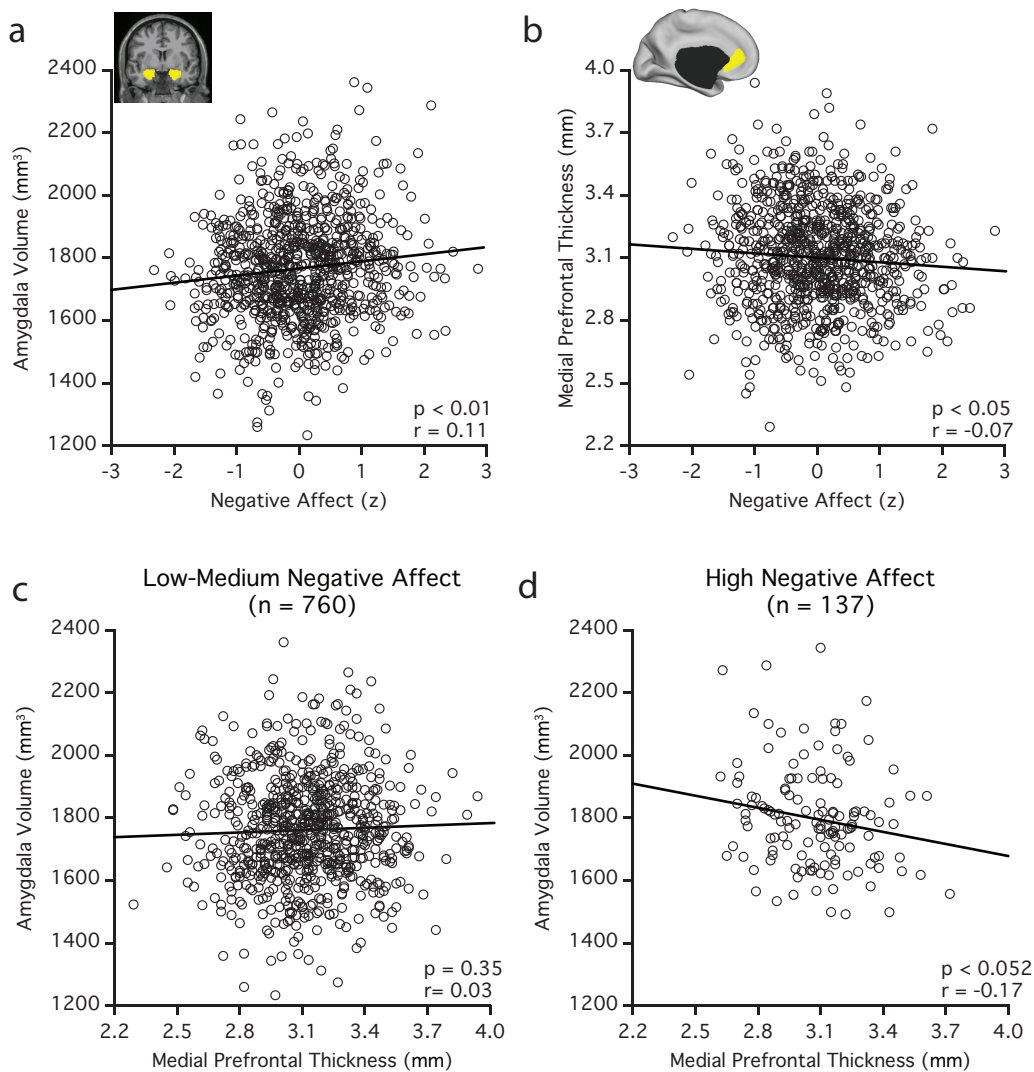 a
2400
2200
2000
1800
1600
1400
1200
Amygdala Volume (mm³)
-3 -2 -1 0 1 2 3
Negative Affect (z)
p < 0.01
r = 0.11
b
4.0
3.7
3.4
3.1
2.8
2.5
2.2
Medial Prefrontal Thickness (mm)
-3 -2 -1 0 1 2 3
Negative Affect (z)
p < 0.05
r = -0.07
c
Low-Medium Negative Affect
(n = 760)
2400
2200
2000
1800
1600
1400
1200
Amygdala Volume (mm³)
2.2 2.5 2.8 3.1 3.4 3.7 4.0
Medial Prefrontal Thickness (mm)
p = 0.35
r= 0.03
d
High Negative Affect
(n = 137)
2400
2200
2000
1800
1600
1400
1200
Amygdala Volume (mm³)
2.2 2.5 2.8 3.1 3.4 3.7 4.0
Medial Prefrontal Thickness (mm)
p < 0.052
r = -0.17